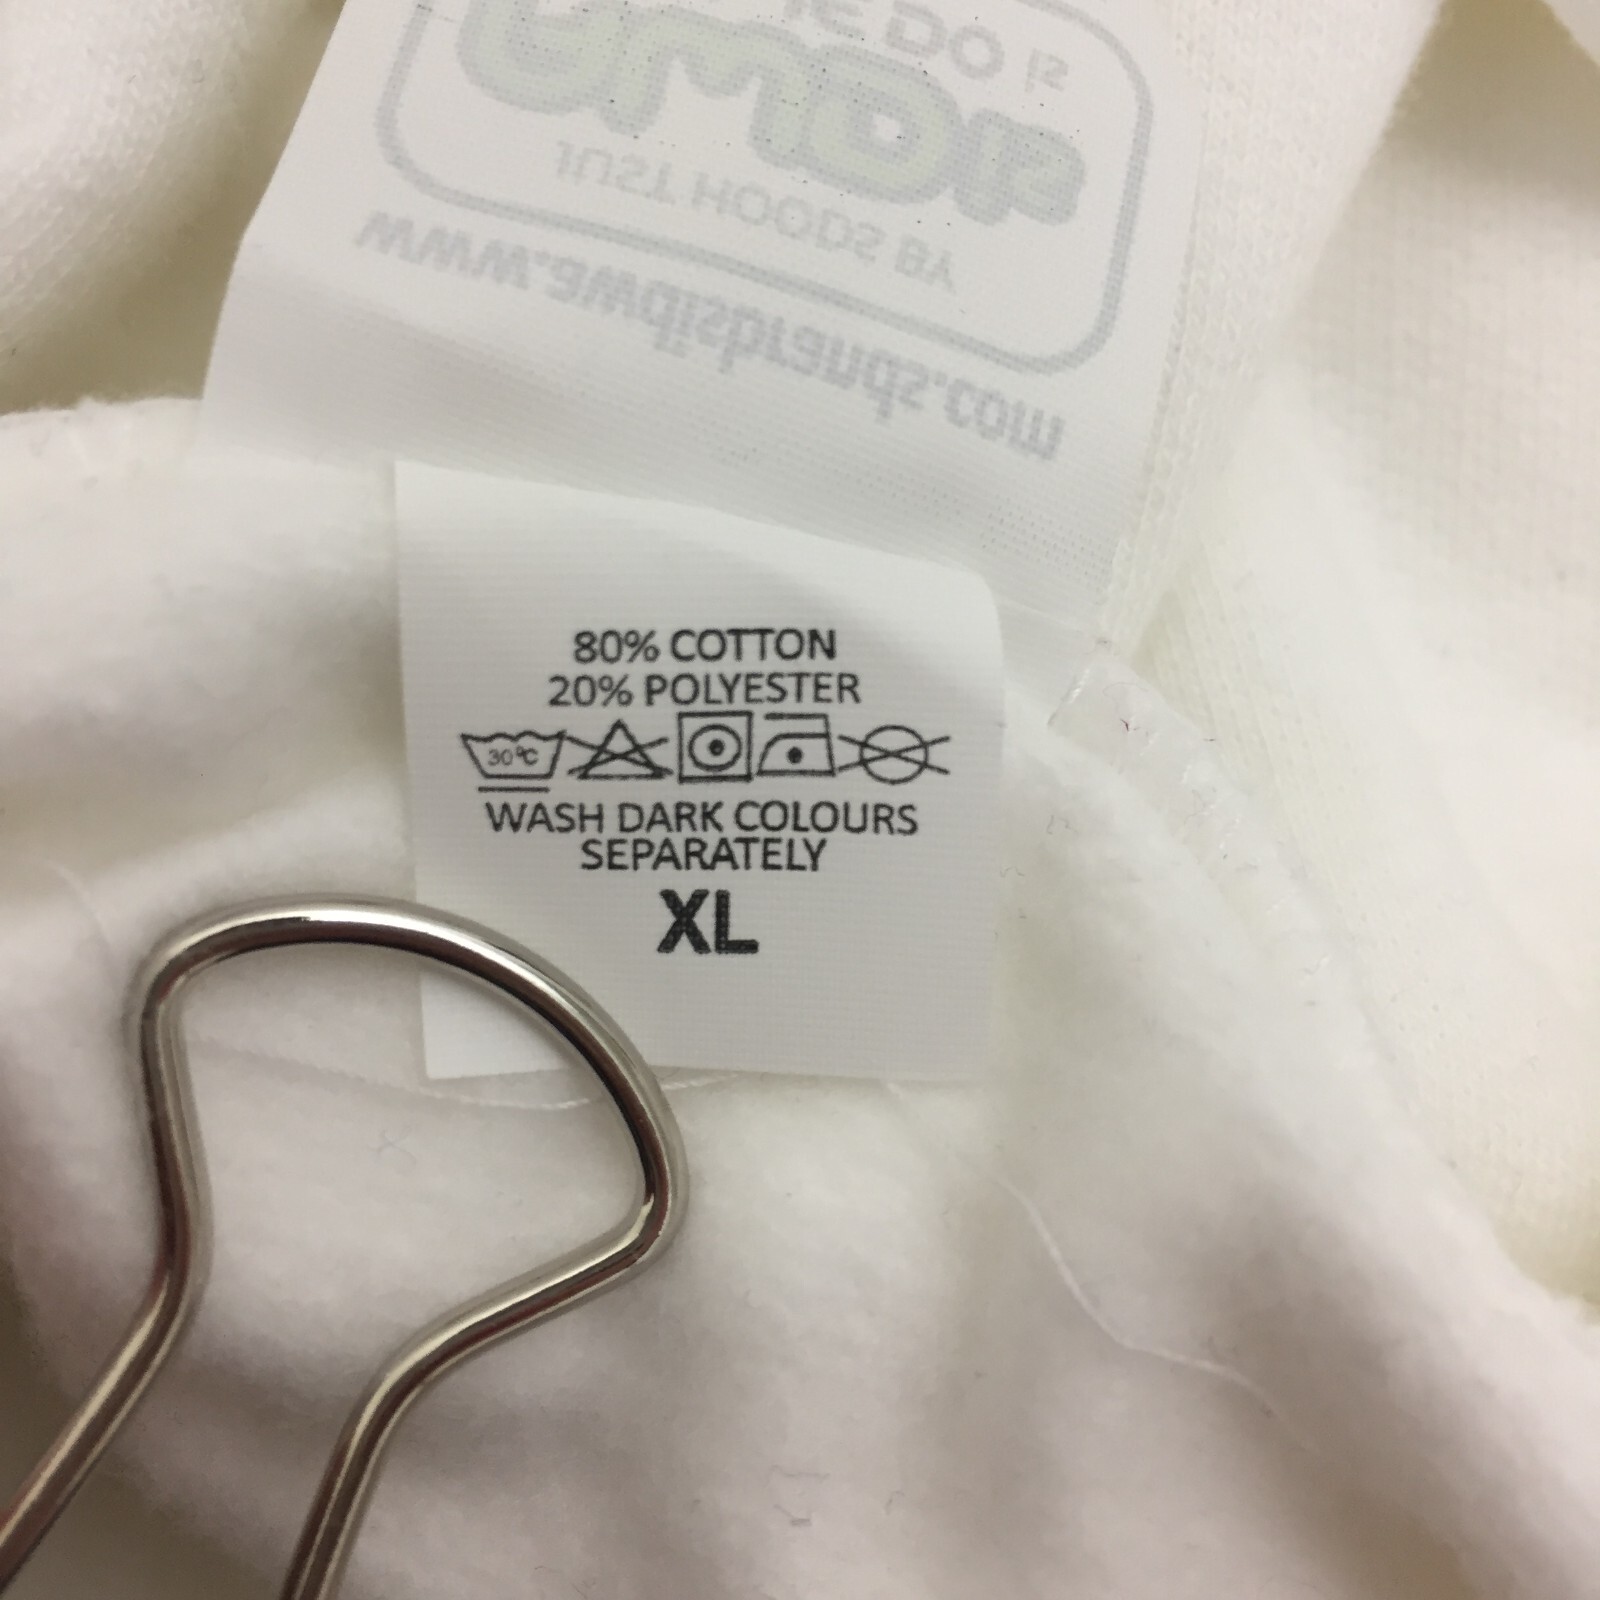 JUST HOODS BY
www.awdisbrands.com
80% COTTON
20% POLYESTER
30°C
WASH DARK COLOURS
SEPARATELY
XL